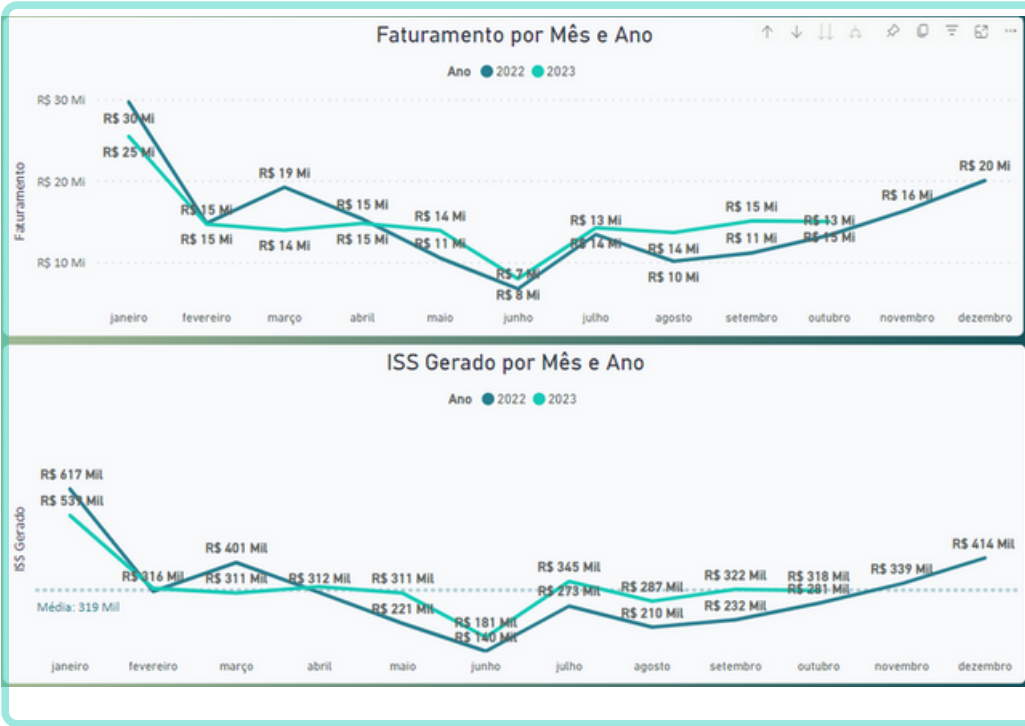 Faturamento por Mês e Ano
Ano 2022 2023
Faturamento
R$ 30 Mi
R$ 20 Mi
R$ 10 Mi
R$ 30 Mi
R$ 25 Mi
R$ 15 Mi
R$ 15 Mi
R$ 19 Mi
R$ 14 Mi
R$ 15 Mi
R$ 15 Mi
R$ 14 Mi
R$ 11 Mi
R$ 7 Mi
R$ 8 Mi
R$ 13 Mi
R$ 14 Mi
R$ 14 Mi
R$ 10 Mi
R$ 15 Mi
R$ 11 Mi
R$ 13 Mi
R$ 15 Mi
R$ 16 Mi
R$ 20 Mi
janeiro fevereiro março abril maio junho julho agosto setembro outubro novembro dezembro
ISS Gerado por Mês e Ano
Ano 2022 2023
ISS Gerado
R$ 617 Mil
R$ 539 Mil
R$ 316 Mil
R$ 401 Mil
R$ 311 Mil
R$ 312 Mil
R$ 311 Mil
R$ 221 Mil
R$ 181 Mil
R$ 140 Mil
R$ 345 Mil
R$ 273 Mil
R$ 287 Mil
R$ 210 Mil
R$ 322 Mil
R$ 232 Mil
R$ 318 Mil
R$ 281 Mil
R$ 339 Mil
R$ 414 Mil
Média: 319 Mil
janeiro fevereiro março abril maio junho julho agosto setembro outubro novembro dezembro